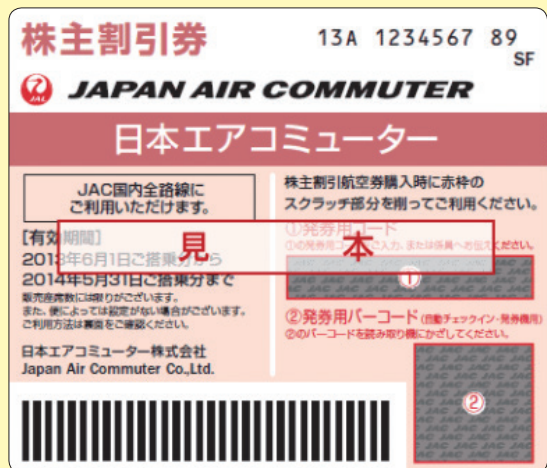 株主割引券
13A 1234567 89
SF
JAL
JAPAN AIR COMMUTER
日本エアコミューター
JAC国内全路線に
ご利用いただけます。
[有効期間]
2013年6月1日ご搭乗分から
2014年5月31日ご搭乗分まで
販売座席数には限りがございます。
また、便によっては設定がない場合がございます。
ご利用方法は裏面をご確認ください。
日本エアコミューター株式会社
Japan Air Commuter Co.,Ltd.
株主割引航空券購入時に赤枠の
スクラッチ部分を削ってご利用ください。
見本
①発券用コード
①の発券用コードをご入力、または係員へお伝えください。
①
②発券用バーコード(自動チェックイン・発券機用)
②のバーコードを読み取り機にかざしてください。
②